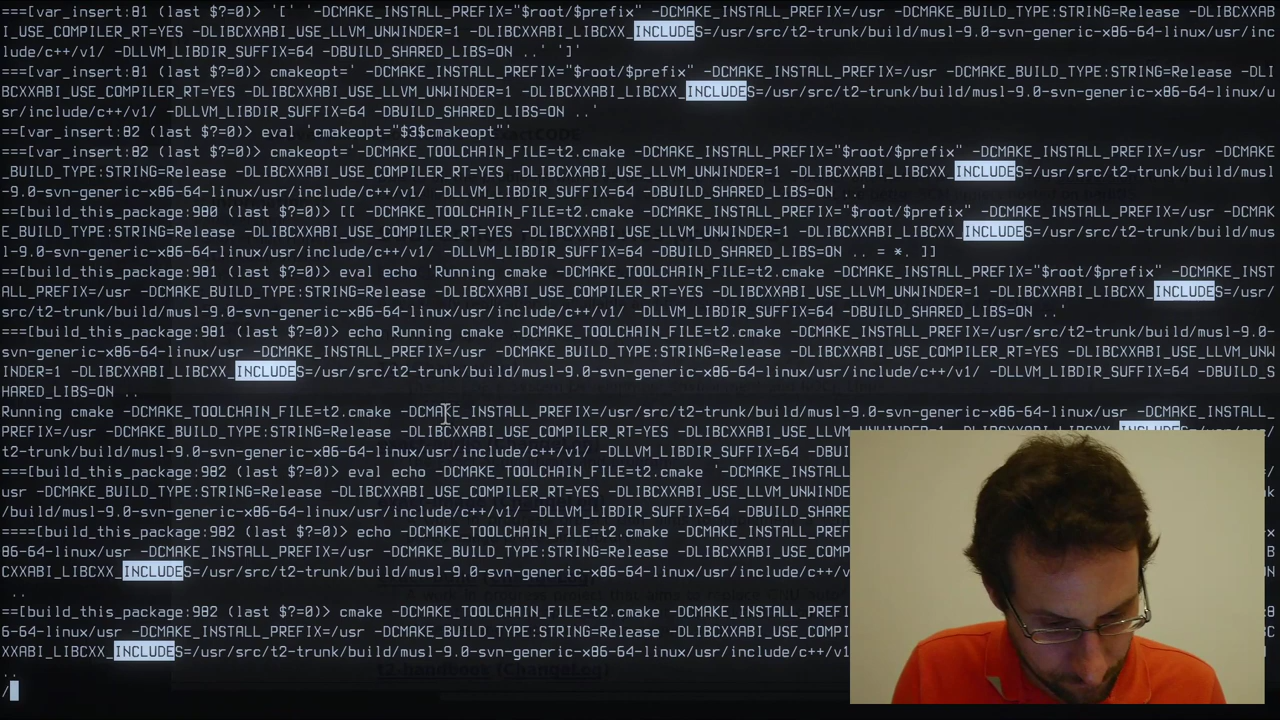 ===[var_insert:81 (last $?=0)> '[' '-DCMAKE_INSTALL_PREFIX="$root/$prefix" -DCMAKE_INSTALL_PREFIX=/usr -DCMAKE_BUILD_TYPE:STRING=Release -DLIBCXXAB
I_USE_COMPILER_RT=YES -DLIBCXXABI_USE_LLVM_UNWINDER=1 -DLIBCXXABI_LIBCXX_INCLUDES=/usr/src/t2-trunk/build/musl-9.0-svn-generic-x86-64-linux/usr/inc
lude/c++/v1/ -DLLVM_LIBDIR_SUFFIX=64 -DBUILD_SHARED_LIBS=ON ..' ']'
===[var_insert:81 (last $?=0)> cmakeopt=' -DCMAKE_INSTALL_PREFIX="$root/$prefix" -DCMAKE_INSTALL_PREFIX=/usr -DCMAKE_BUILD_TYPE:STRING=Release -DLI
BCXXABI_USE_COMPILER_RT=YES -DLIBCXXABI_USE_LLVM_UNWINDER=1 -DLIBCXXABI_LIBCXX_INCLUDES=/usr/src/t2-trunk/build/musl-9.0-svn-generic-x86-64-linux/u
sr/include/c++/v1/ -DLLVM_LIBDIR_SUFFIX=64 -DBUILD_SHARED_LIBS=ON ..'
==[var_insert:82 (last $?=0)> eval 'cmakeopt="$3$cmakeopt"'
===[var_insert:82 (last $?=0)> cmakeopt='-DCMAKE_TOOLCHAIN_FILE=t2.cmake -DCMAKE_INSTALL_PREFIX="$root/$prefix" -DCMAKE_INSTALL_PREFIX=/usr -DCMAKE
_BUILD_TYPE:STRING=Release -DLIBCXXABI_USE_COMPILER_RT=YES -DLIBCXXABI_USE_LLVM_UNWINDER=1 -DLIBCXXABI_LIBCXX_INCLUDES=/usr/src/t2-trunk/build/musl
-9.0-svn-generic-x86-64-linux/usr/include/c++/v1/ -DLLVM_LIBDIR_SUFFIX=64 -DBUILD_SHARED_LIBS=ON ..'
==[build_this_package:980 (last $?=0)> [[ -DCMAKE_TOOLCHAIN_FILE=t2.cmake -DCMAKE_INSTALL_PREFIX="$root/$prefix" -DCMAKE_INSTALL_PREFIX=/usr -DCMAK
E_BUILD_TYPE:STRING=Release -DLIBCXXABI_USE_COMPILER_RT=YES -DLIBCXXABI_USE_LLVM_UNWINDER=1 -DLIBCXXABI_LIBCXX_INCLUDES=/usr/src/t2-trunk/build/mus
l-9.0-svn-generic-x86-64-linux/usr/include/c++/v1/ -DLLVM_LIBDIR_SUFFIX=64 -DBUILD_SHARED_LIBS=ON .. = *. ]]
==[build_this_package:981 (last $?=0)> eval echo 'Running cmake -DCMAKE_TOOLCHAIN_FILE=t2.cmake -DCMAKE_INSTALL_PREFIX="$root/$prefix" -DCMAKE_INST
ALL_PREFIX=/usr -DCMAKE_BUILD_TYPE:STRING=Release -DLIBCXXABI_USE_COMPILER_RT=YES -DLIBCXXABI_USE_LLVM_UNWINDER=1 -DLIBCXXABI_LIBCXX_INCLUDES=/usr/
src/t2-trunk/build/musl-9.0-svn-generic-x86-64-linux/usr/include/c++/v1/ -DLLVM_LIBDIR_SUFFIX=64 -DBUILD_SHARED_LIBS=ON ..'
===[build_this_package:981 (last $?=0)> echo Running cmake -DCMAKE_TOOLCHAIN_FILE=t2.cmake -DCMAKE_INSTALL_PREFIX=/usr/src/t2-trunk/build/musl-9.0-
svn-generic-x86-64-linux/usr -DCMAKE_INSTALL_PREFIX=/usr -DCMAKE_BUILD_TYPE:STRING=Release -DLIBCXXABI_USE_COMPILER_RT=YES -DLIBCXXABI_USE_LLVM_UNW
INDER=1 -DLIBCXXABI_LIBCXX_INCLUDES=/usr/src/t2-trunk/build/musl-9.0-svn-generic-x86-64-linux/usr/include/c++/v1/ -DLLVM_LIBDIR_SUFFIX=64 -DBUILD_S
HARED_LIBS=ON ..
Running cmake -DCMAKE_TOOLCHAIN_FILE=t2.cmake -DCMAKE_INSTALL_PREFIX=/usr/src/t2-trunk/build/musl-9.0-svn-generic-x86-64-linux/usr -DCMAKE_INSTALL_
PREFIX=/usr -DCMAKE_BUILD_TYPE:STRING=Release -DLIBCXXABI_USE_COMPILER_RT=YES -DLIBCXXABI_USE_LLVM
t2-trunk/build/musl-9.0-svn-generic-x86-64-linux/usr/include/c++/v1/ -DLLVM_LIBDIR_SUFFIX=64 -DBUI
==[build_this_package:982 (last $?=0)> eval echo -DCMAKE_TOOLCHAIN_FILE=t2.cmake '-DCMAKE_INSTALL
usr -DCMAKE_BUILD_TYPE:STRING=Release -DLIBCXXABI_USE_COMPILER_RT=YES -DLIBCXXABI_USE_LLVM_UNWINDE
-9.0-svn-generic-x86-64-linux/usr/include/c++/v1/ -DLLVM_LIBDIR_SUFFIX=64 -DBUILD_SHARED_LIBS=ON .
====[build_this_package:982 (last $?=0)> echo -DCMAKE_TOOLCHAIN_FILE=t2.cmake -DCMAKE_INSTALL_PREF
86-64-linux/usr -DCMAKE_INSTALL_PREFIX=/usr -DCMAKE_BUILD_TYPE:STRING=Release -DLIBCXXABI_USE_COMP
CXXABI_LIBCXX_INCLUDES=/usr/src/t2-trunk/build/musl-9.0-svn-generic-x86-64-linux/usr/include/c++/v
..
==[build_this_package:982 (last $?=0)> cmake -DCMAKE_TOOLCHAIN_FILE=t2.cmake -DCMAKE_INSTALL_PREFI
6-64-linux/usr -DCMAKE_INSTALL_PREFIX=/usr -DCMAKE_BUILD_TYPE:STRING=Release -DLIBCXXABI_USE_COMPI
XXABI_LIBCXX_INCLUDES=/usr/src/t2-trunk/build/musl-9.0-svn-generic-x86-64-linux/usr/include/c++/v1
..
t2-handbook (ChangeLog)
/